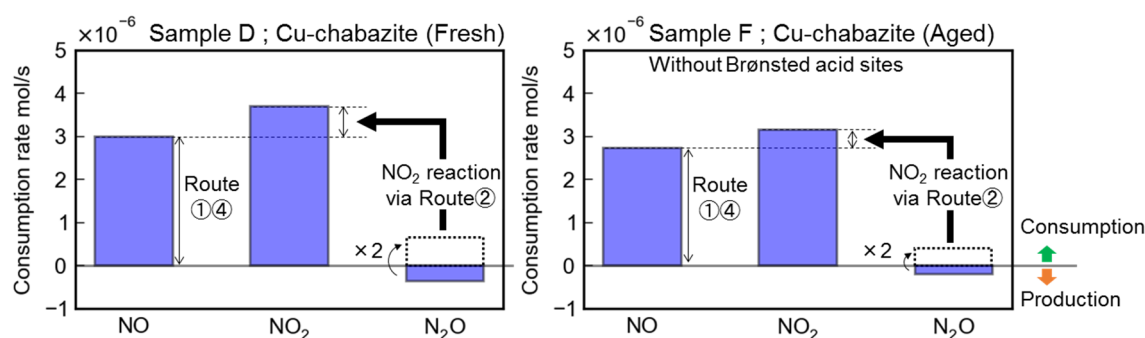 ×10⁻⁶ Sample D ; Cu-chabazite (Fresh)
Consumption rate mol/s
5
4
3
2
1
0
−1
Route
①④
NO₂ reaction
via Route②
×2
NO
NO₂
N₂O
×10⁻⁶ Sample F ; Cu-chabazite (Aged)
Without Brønsted acid sites
Consumption rate mol/s
5
4
3
2
1
0
−1
Route
①④
NO₂ reaction
via Route②
×2
NO
NO₂
N₂O
Consumption
Production